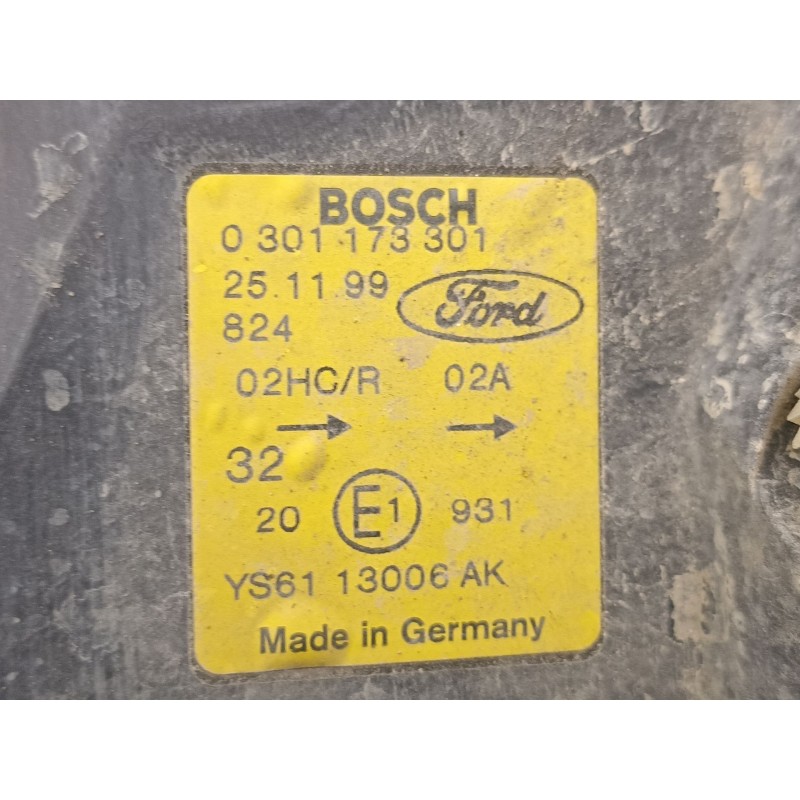 BOSCH
0 301 173 301
25.11.99
Ford
824
02HC/R 02A
→ →
32
20 E1 931
YS61 13006 AK
Made in Germany